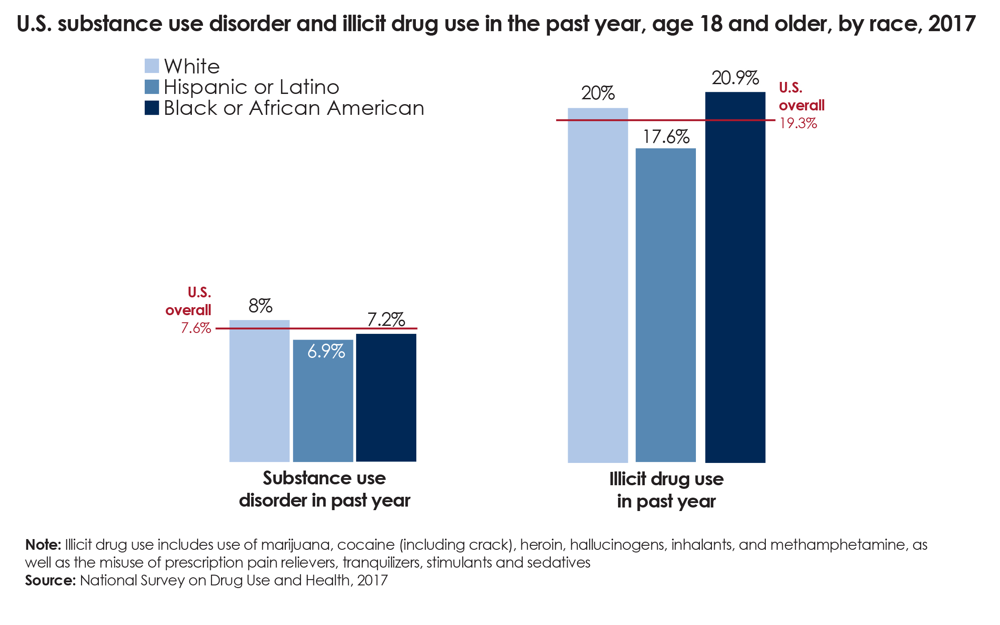 U.S. substance use disorder and illicit drug use in the past year, age 18 and older, by race, 2017
White
Hispanic or Latino
Black or African American
U.S.
overall
7.6%
8%
6.9%
7.2%
Substance use
disorder in past year
20%
17.6%
20.9%
U.S.
overall
19.3%
Illicit drug use
in past year
Note: Illicit drug use includes use of marijuana, cocaine (including crack), heroin, hallucinogens, inhalants, and methamphetamine, as
well as the misuse of prescription pain relievers, tranquilizers, stimulants and sedatives
Source: National Survey on Drug Use and Health, 2017